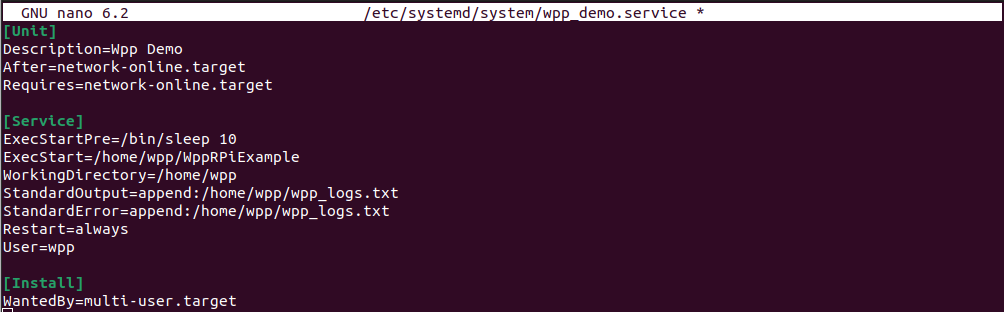 GNU nano 6.2 /etc/systemd/system/wpp_demo.service *
[Unit]
Description=Wpp Demo
After=network-online.target
Requires=network-online.target

[Service]
ExecStartPre=/bin/sleep 10
ExecStart=/home/wpp/WppRPiExample
WorkingDirectory=/home/wpp
StandardOutput=append:/home/wpp/wpp_logs.txt
StandardError=append:/home/wpp/wpp_logs.txt
Restart=always
User=wpp

[Install]
WantedBy=multi-user.target